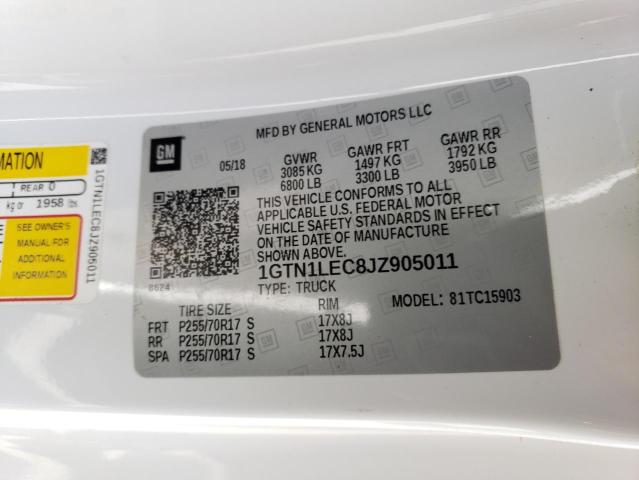 MATION
REAR 0
kg or 1958 lbs.
SEE OWNER'S
MANUAL FOR
ADDITIONAL
INFORMATION
1GTN1LEC8JZ905011
GM
MFD BY GENERAL MOTORS LLC
05/18 GVWR GAWR FRT GAWR RR
3085 KG 1497 KG 1792 KG
6800 LB 3300 LB 3950 LB
THIS VEHICLE CONFORMS TO ALL
APPLICABLE U.S. FEDERAL MOTOR
VEHICLE SAFETY STANDARDS IN EFFECT
ON THE DATE OF MANUFACTURE SHOWN ABOVE
1GTN1LEC8JZ905011
8624
TYPE: TRUCK
MODEL: 81TC15903
TIRE SIZE RIM
FRT P255/70R17 S 17X8J
RR P255/70R17 S 17X8J
SPA P255/70R17 S 17X7.5J